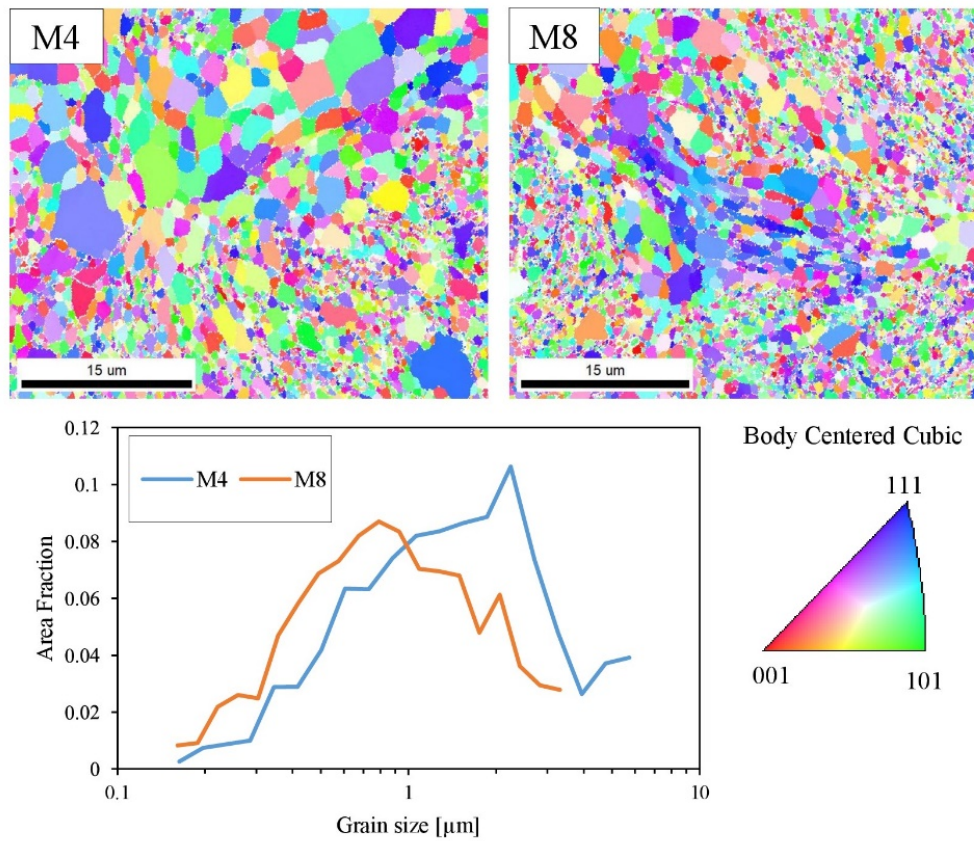 M4
M8
15 um
15 um
0.12
0.1
0.08
0.06
0.04
0.02
0
Area Fraction
M4
M8
0.1
1
10
Grain size [µm]
Body Centered Cubic
111
001
101